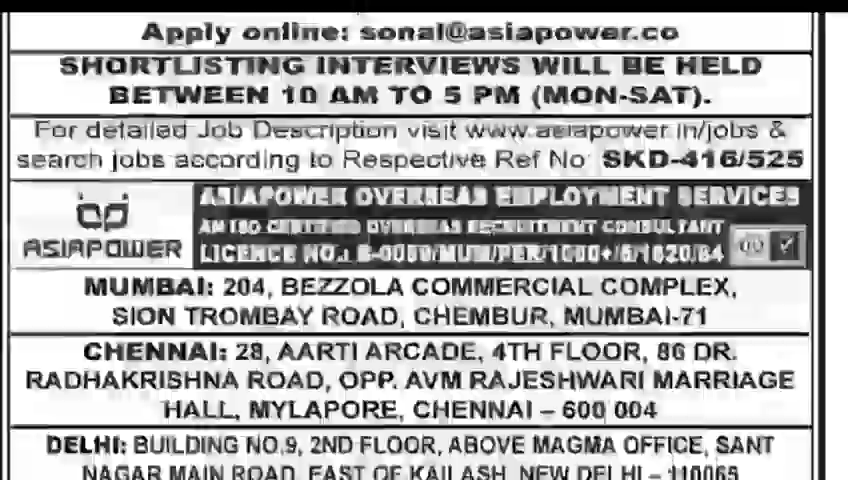 Apply online: sonal@asiapower.co
SHORTLISTING INTERVIEWS WILL BE HELD
BETWEEN 10 AM TO 5 PM (MON-SAT).
For detailed Job Description visit www.asiapower.in/jobs &
search jobs according to Respective Ref No: SKD-416/525
ASIAPOWER
ASIAPOWER OVERSEAS EMPLOYMENT SERVICES
AN ISO CERTIFIED OVERSEAS RECRUITMENT CONSULTANT
LICENCE NO.:
MUMBAI: 204, BEZZOLA COMMERCIAL COMPLEX,
SION TROMBAY ROAD, CHEMBUR, MUMBAI-71
CHENNAI: 28, AARTI ARCADE, 4TH FLOOR, 86 DR.
RADHAKRISHNA ROAD, OPP. AVM RAJESHWARI MARRIAGE
HALL, MYLAPORE, CHENNAI – 600 004
DELHI: BUILDING NO.9, 2ND FLOOR, ABOVE MAGMA OFFICE, SANT
NAGAR MAIN ROAD, EAST OF KAILASH, NEW DELHI – 110065